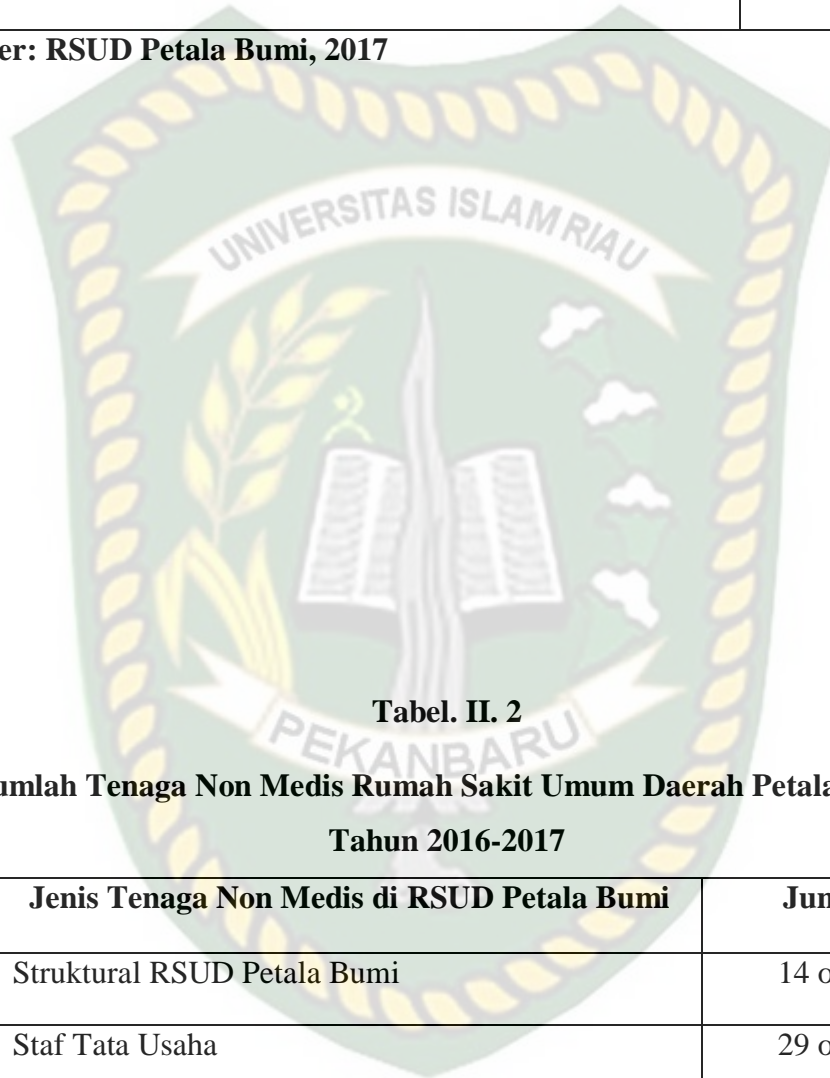 er: RSUD Petala Bumi, 2017
UNIVERSITAS ISLAM RIAU
Tabel. II. 2
PEKANBARU
umlah Tenaga Non Medis Rumah Sakit Umum Daerah Petala
Tahun 2016-2017
Jenis Tenaga Non Medis di RSUD Petala Bumi Jum
Struktural RSUD Petala Bumi 14 o
Staf Tata Usaha 29 o